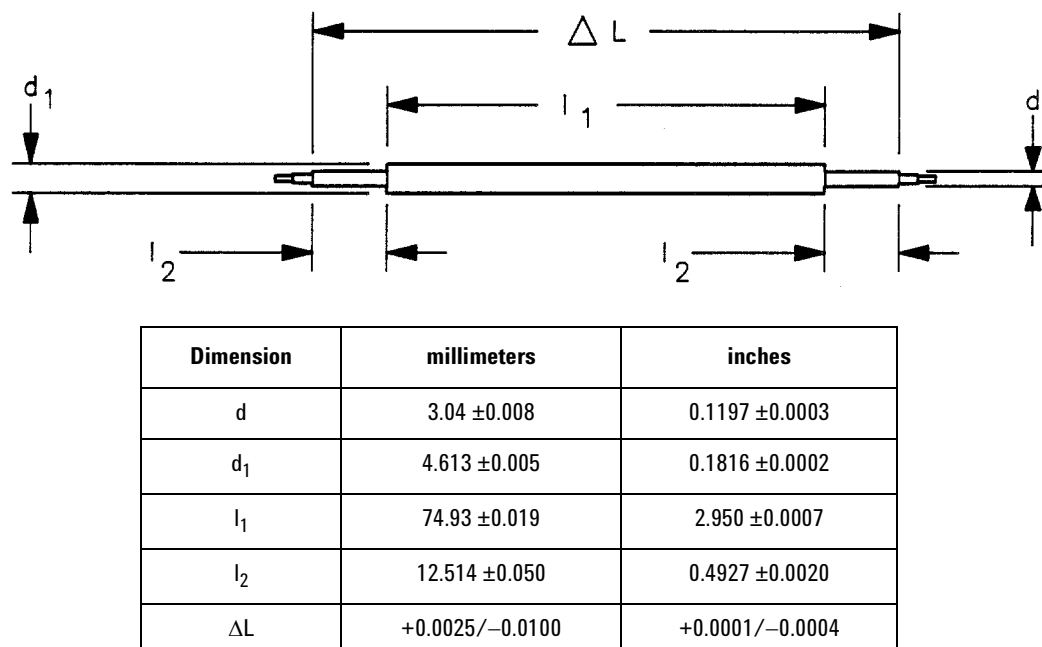 △ L
d1
l1
d
l2
l2
Dimension millimeters inches
d 3.04 ±0.008 0.1197 ±0.0003
d1 4.613 ±0.005 0.1816 ±0.0002
l1 74.93 ±0.019 2.950 ±0.0007
l2 12.514 ±0.050 0.4927 ±0.0020
ΔL +0.0025/−0.0100 +0.0001/−0.0004